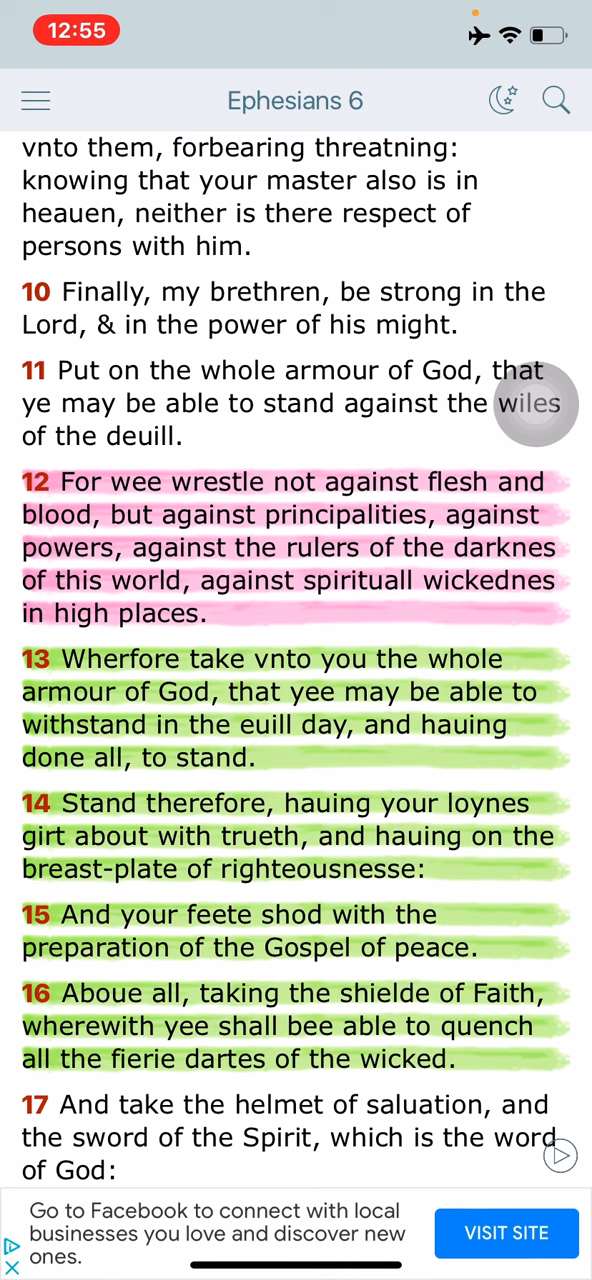 12:55
Ephesians 6
vnto them, forbearing threatning:
knowing that your master also is in
heauen, neither is there respect of
persons with him.
10 Finally, my brethren, be strong in the
Lord, & in the power of his might.
11 Put on the whole armour of God, that
ye may be able to stand against the wiles
of the deuill.
12 For wee wrestle not against flesh and
blood, but against principalities, against
powers, against the rulers of the darknes
of this world, against spirituall wickednes
in high places.
13 Wherfore take vnto you the whole
armour of God, that yee may be able to
withstand in the euill day, and hauing
done all, to stand.
14 Stand therefore, hauing your loynes
girt about with trueth, and hauing on the
breast-plate of righteousnesse:
15 And your feete shod with the
preparation of the Gospel of peace.
16 Aboue all, taking the shielde of Faith,
wherewith yee shall bee able to quench
all the fierie dartes of the wicked.
17 And take the helmet of saluation, and
the sword of the Spirit, which is the word
of God:
Go to Facebook to connect with local
businesses you love and discover new
ones.
VISIT SITE